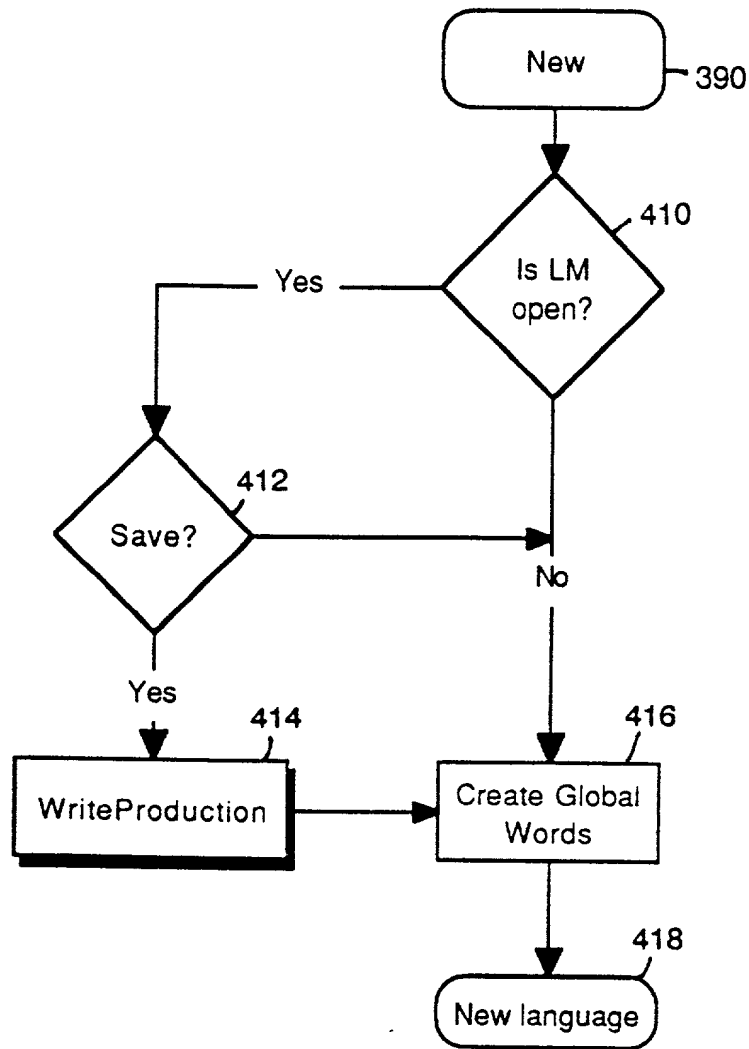 New
390
410
Is LM
open?
Yes
412
Save?
No
Yes
414
416
WriteProduction
Create Global
Words
418
New language